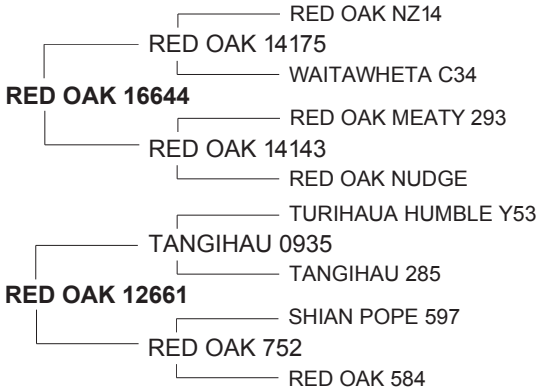 RED OAK NZ14
RED OAK 14175
WAITAWHETA C34
RED OAK 16644
RED OAK MEATY 293
RED OAK 14143
RED OAK NUDGE
TURIHAUA HUMBLE Y53
TANGIHAU 0935
TANGIHAU 285
RED OAK 12661
SHIAN POPE 597
RED OAK 752
RED OAK 584